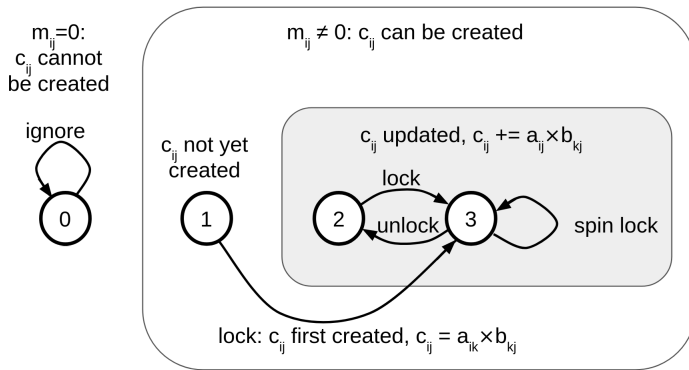 m_ij=0:
c_ij cannot
be created
ignore
0
m_ij ≠ 0: c_ij can be created
c_ij not yet
created
1
c_ij updated, c_ij += a_ij×b_kj
lock
2
unlock
3
spin lock
lock: c_ij first created, c_ij = a_ik×b_kj